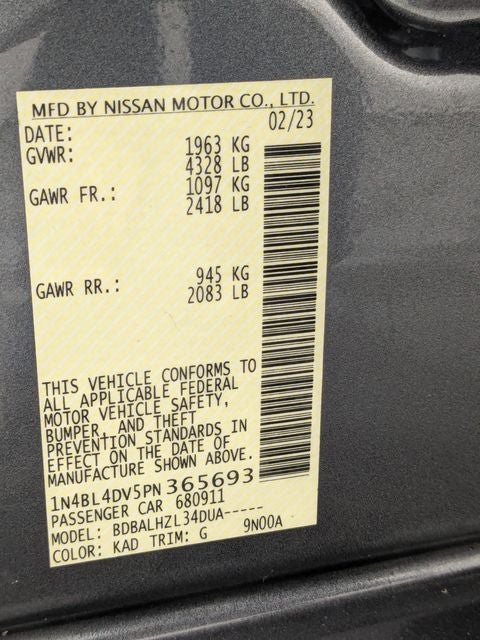 MFD BY NISSAN MOTOR CO., LTD.
DATE: 02/23
GVWR: 1963 KG
4328 LB
GAWR FR.: 1097 KG
2418 LB
GAWR RR.: 945 KG
2083 LB
THIS VEHICLE CONFORMS TO
ALL APPLICABLE FEDERAL
MOTOR VEHICLE SAFETY,
BUMPER, AND THEFT
PREVENTION STANDARDS IN
EFFECT ON THE DATE OF
MANUFACTURE SHOWN ABOVE.
1N4BL4DV5PN365693
PASSENGER CAR 680911
MODEL: BDBALHZL34DUA-----
COLOR: KAD TRIM: G 9N00A